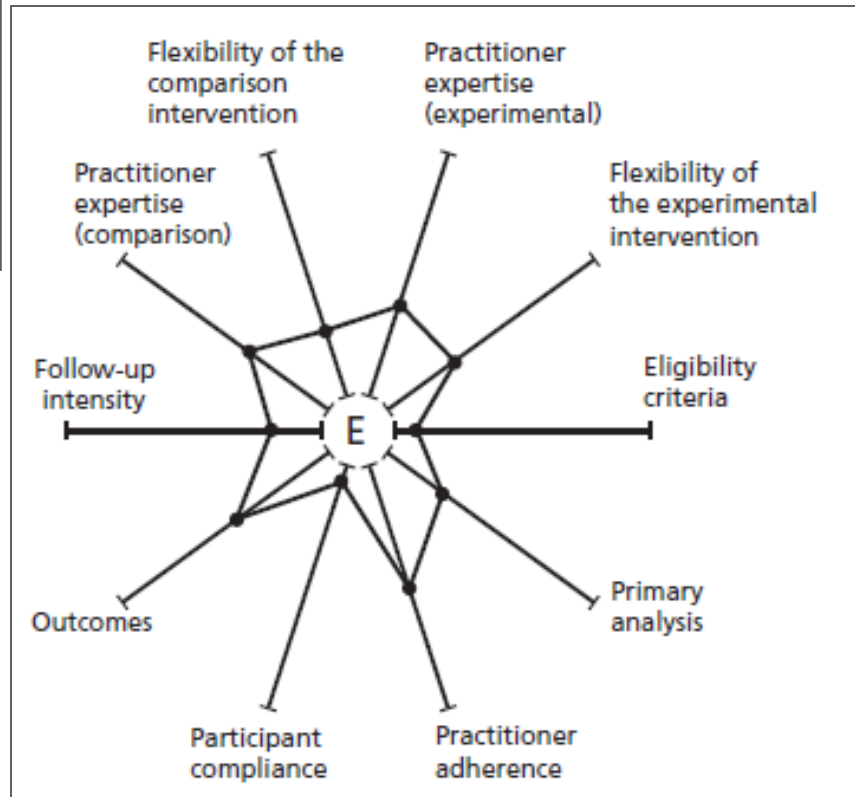 Flexibility of the
comparison
intervention
Practitioner
expertise
(experimental)
Practitioner
expertise
(comparison)
Flexibility of
the experimental
intervention
Follow-up
intensity
E
Eligibility
criteria
Outcomes
Primary
analysis
Participant
compliance
Practitioner
adherence